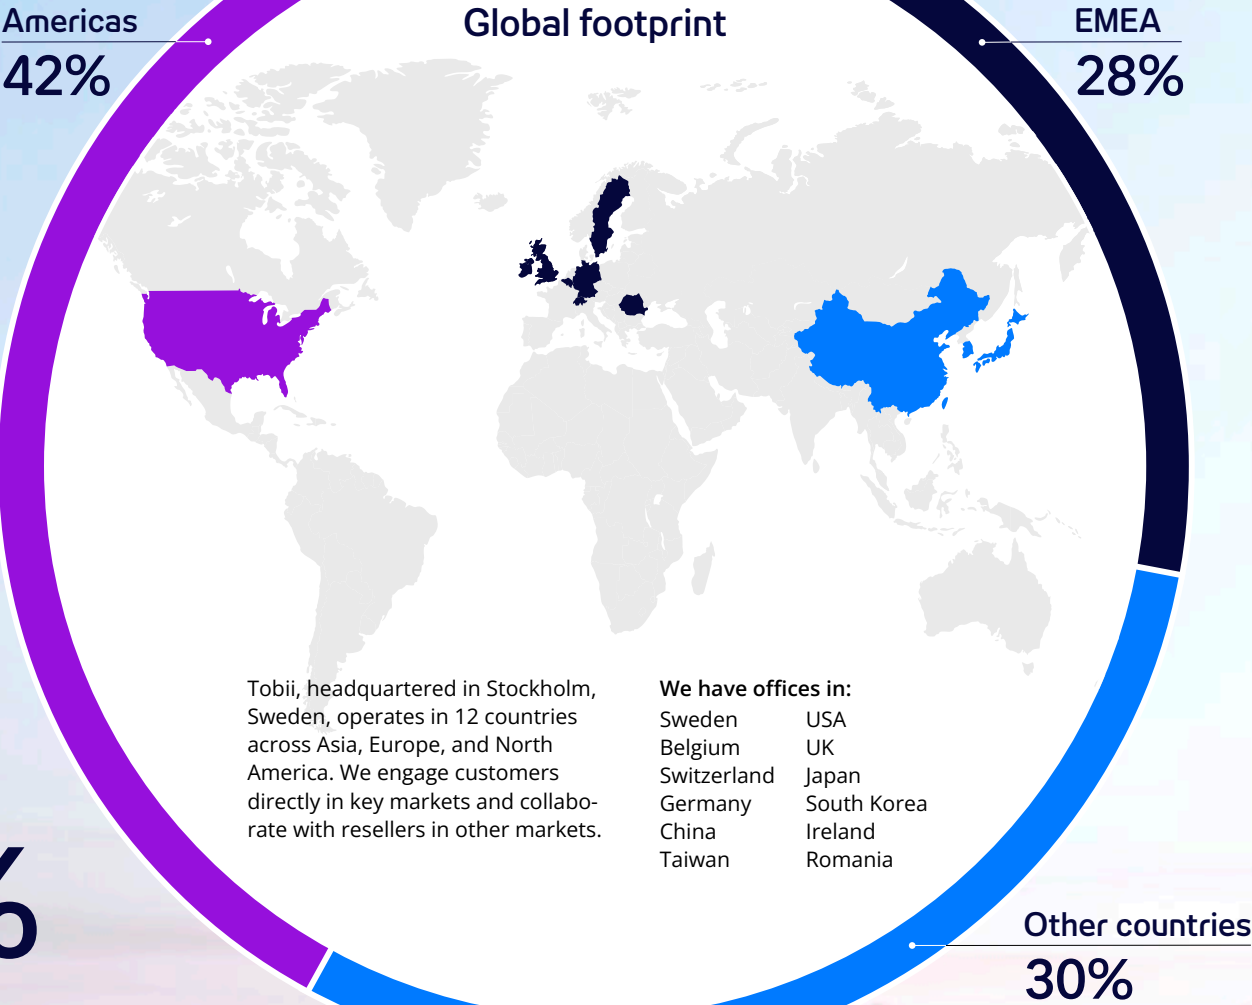 Americas
42%
Global footprint
EMEA
28%
Tobii, headquartered in Stockholm,
Sweden, operates in 12 countries
across Asia, Europe, and North
America. We engage customers
directly in key markets and collabo-
rate with resellers in other markets.
We have offices in:
Sweden
Belgium
Switzerland
Germany
China
Taiwan
USA
UK
Japan
South Korea
Ireland
Romania
Other countries
30%
%